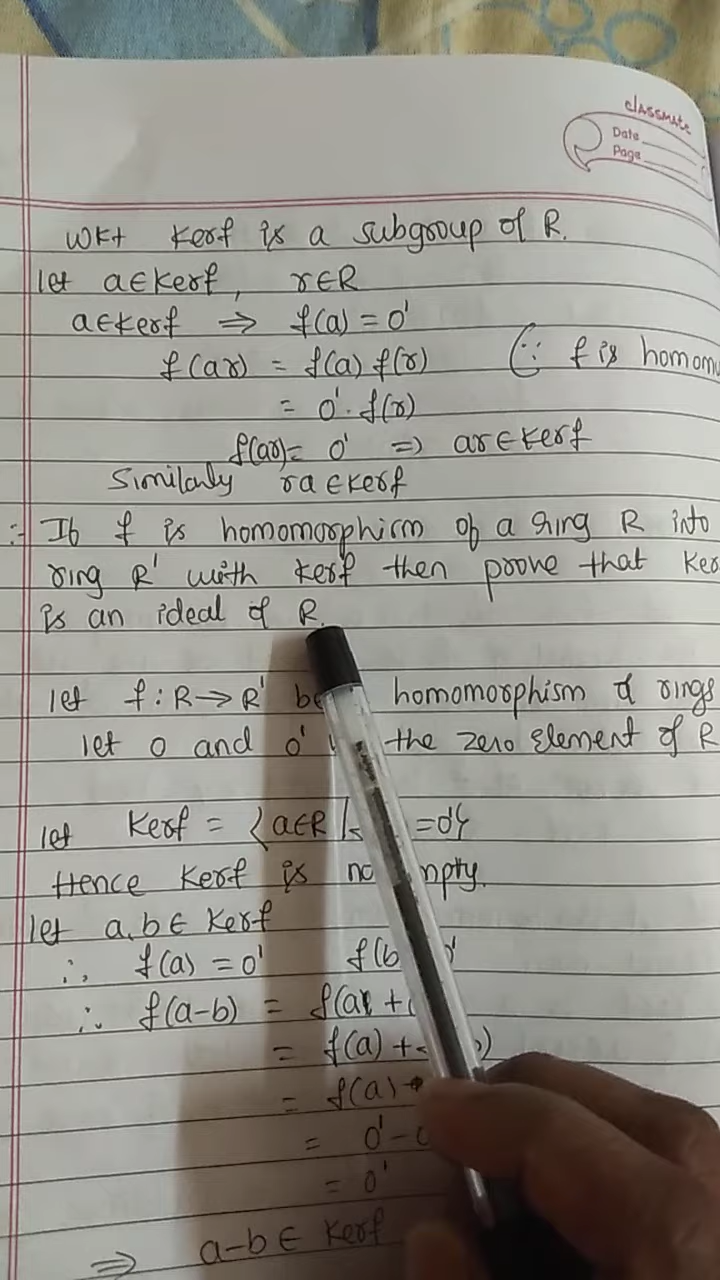 classmate
Date
Page
WKT Kerf is a subgroup of R.
let a∈Kerf, r∈R
a∈Kerf ⇒ f(a) = 0'
f(ar) = f(a) f(r) (∵ f is
= 0'. f(r)
f(ar) = 0' ⇒ ar∈Kerf
Similarly ra∈Kerf
:- If f is homomorphism of a ring R into
ring R' with Kerf then prove that
is an ideal of R.
let f: R→R' homomorphism of rings
let 0 and 0' the zero element of R
let Kerf = {a∈R | =0'}
Hence Kerf is
let a, b ∈ Kerf
∴ f(a) = 0'
∴ f(a-b) =
= f(a) +
= f(a)
= 0' -
= 0'
⇒ a-b ∈ Kerf